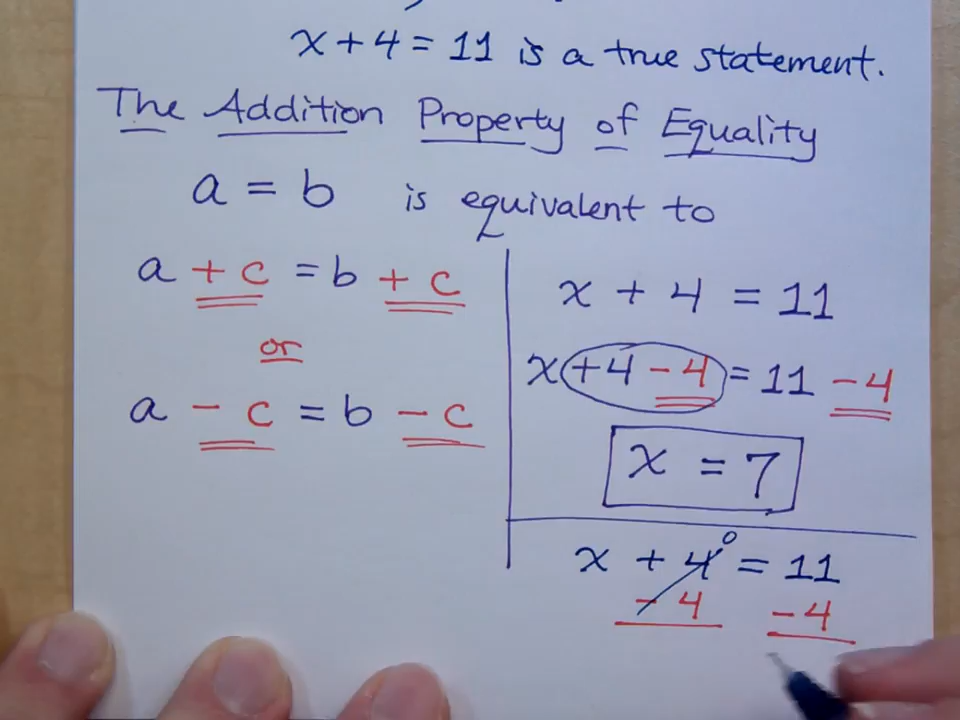 x + 4 = 11 is a true statement.
The Addition Property of Equality
a = b is equivalent to
a + c = b + c
or
a - c = b - c
x + 4 = 11
x + 4 - 4 = 11 - 4
x = 7
x + 4 0 = 11
- 4 - 4